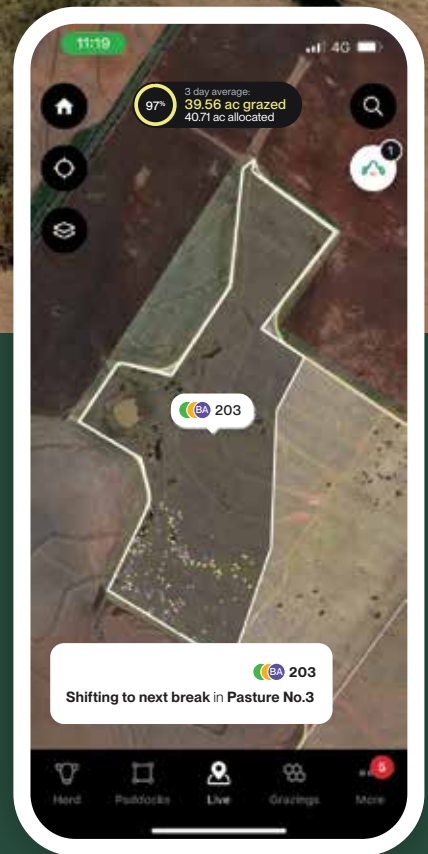 11:19
4G
97%
3 day average:
39.56 ac grazed
40.71 ac allocated
1
BA 203
BA 203
Shifting to next break in Pasture No.3
5
Herd
Paddocks
Live
Grazings
More